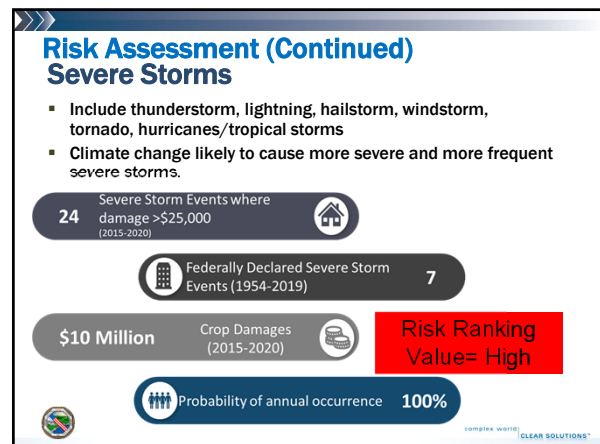 Risk Assessment (Continued)
Severe Storms
▪ Include thunderstorm, lightning, hailstorm, windstorm,
tornado, hurricanes/tropical storms
▪ Climate change likely to cause more severe and more frequent
severe storms.
24
Severe Storm Events where
damage >$25,000
(2015-2020)
Federally Declared Severe Storm
Events (1954-2019)
7
$10 Million
Crop Damages
(2015-2020)
Risk Ranking
Value= High
Probability of annual occurrence 100%
complex world
CLEAR SOLUTIONS™